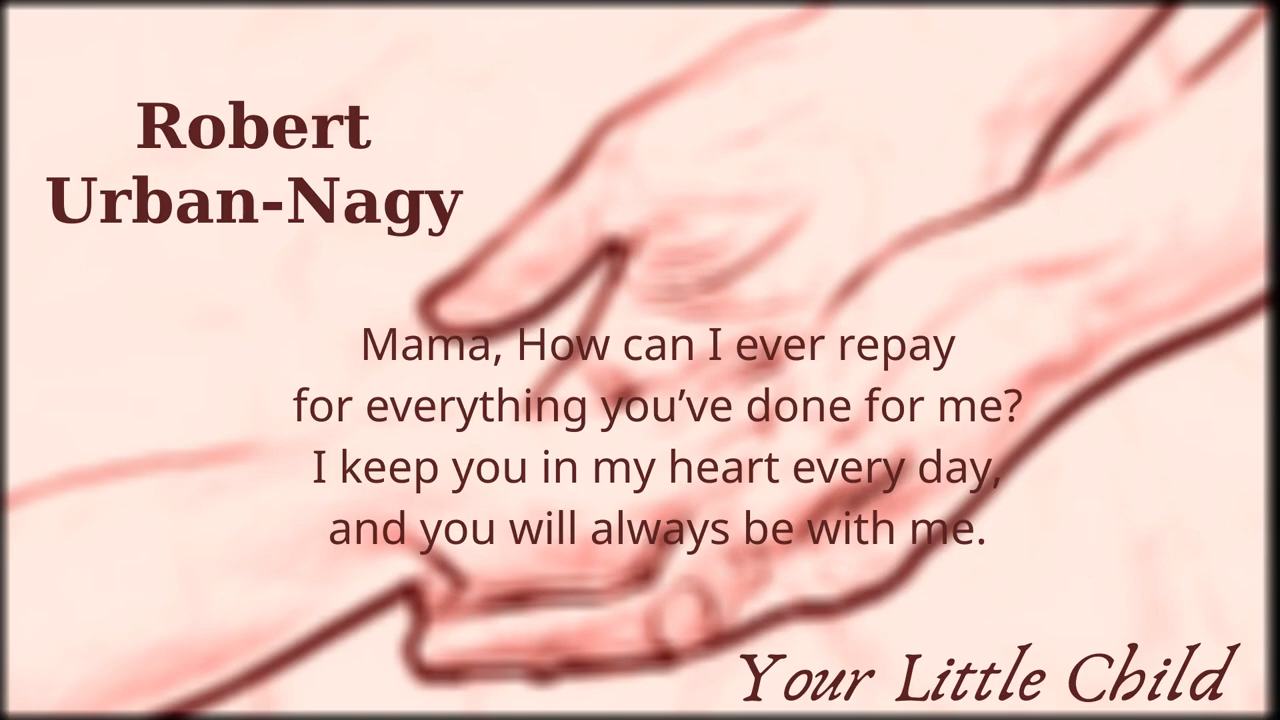 Robert
Urban-Nagy
Mama, How can I ever repay
for everything you’ve done for me?
I keep you in my heart every day,
and you will always be with me.
Your Little Child